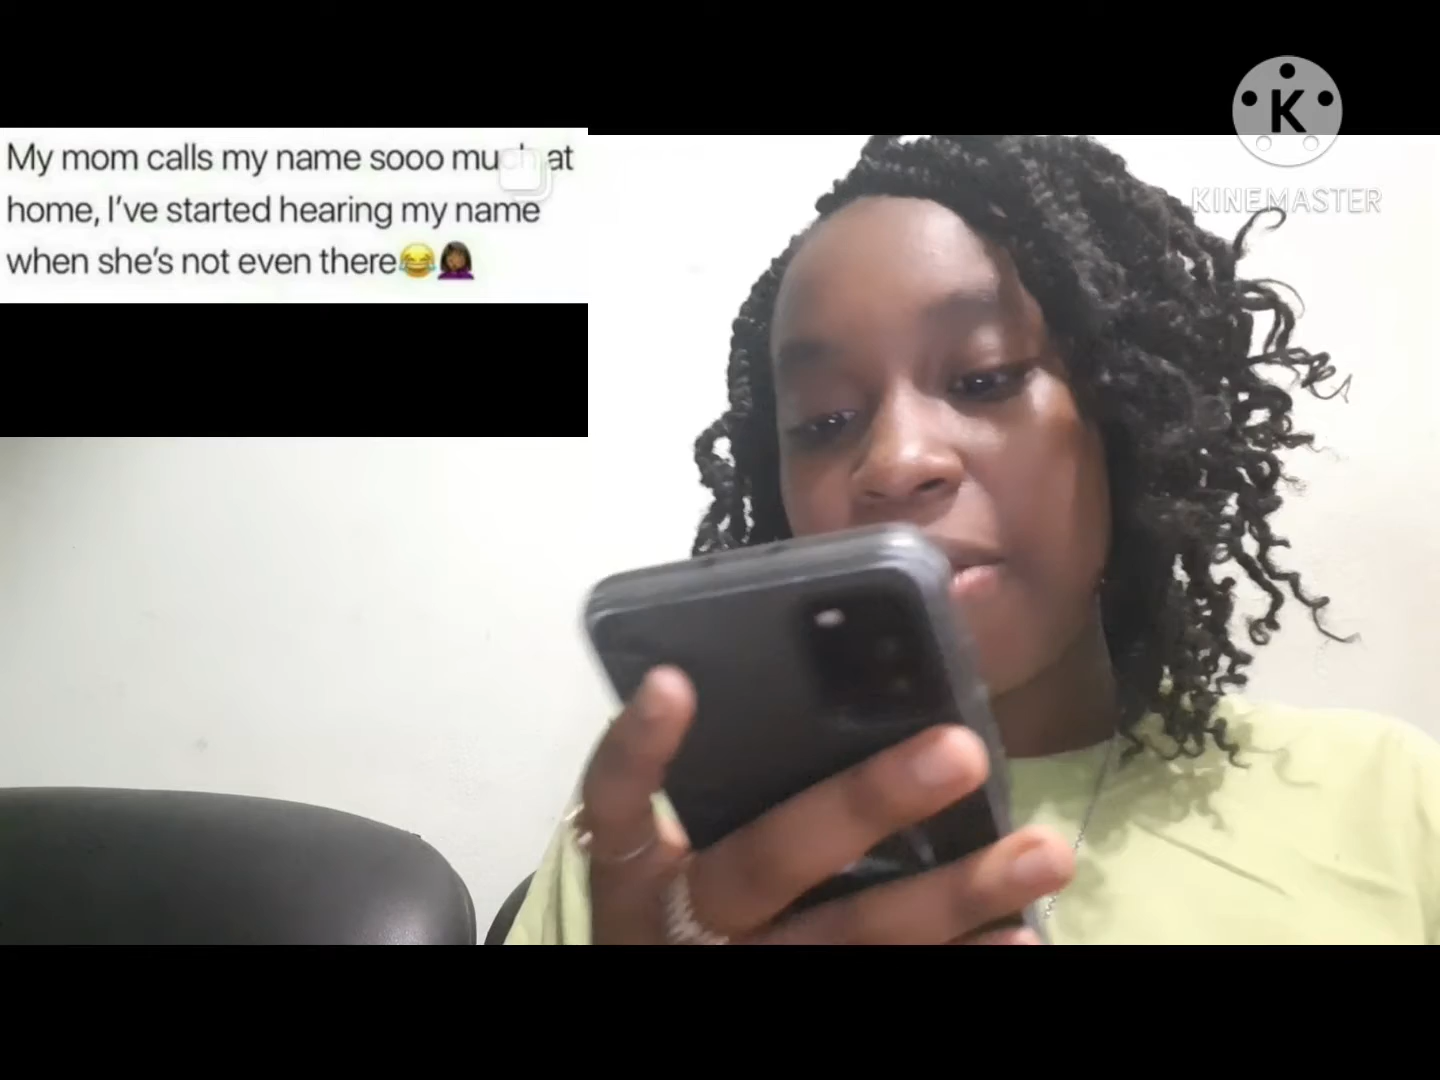 My mom calls my name sooo much at
home, I've started hearing my name
when she's not even there😂🤦🏾‍♀️
K
KINEMASTER